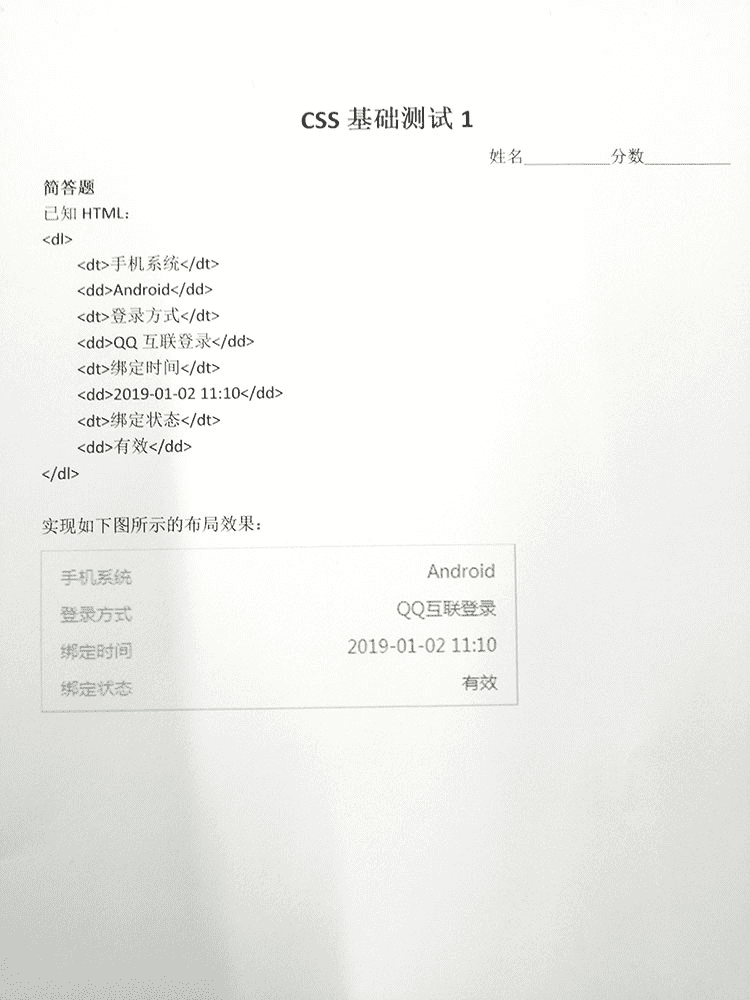 CSS 基础测试 1
姓名__________分数__________
简答题
已知 HTML：
<dl>
<dt>手机系统</dt>
<dd>Android</dd>
<dt>登录方式</dt>
<dd>QQ 互联登录</dd>
<dt>绑定时间</dt>
<dd>2019-01-02 11:10</dd>
<dt>绑定状态</dt>
<dd>有效</dd>
</dl>
实现如下图所示的布局效果：
手机系统 Android
登录方式 QQ互联登录
绑定时间 2019-01-02 11:10
绑定状态 有效